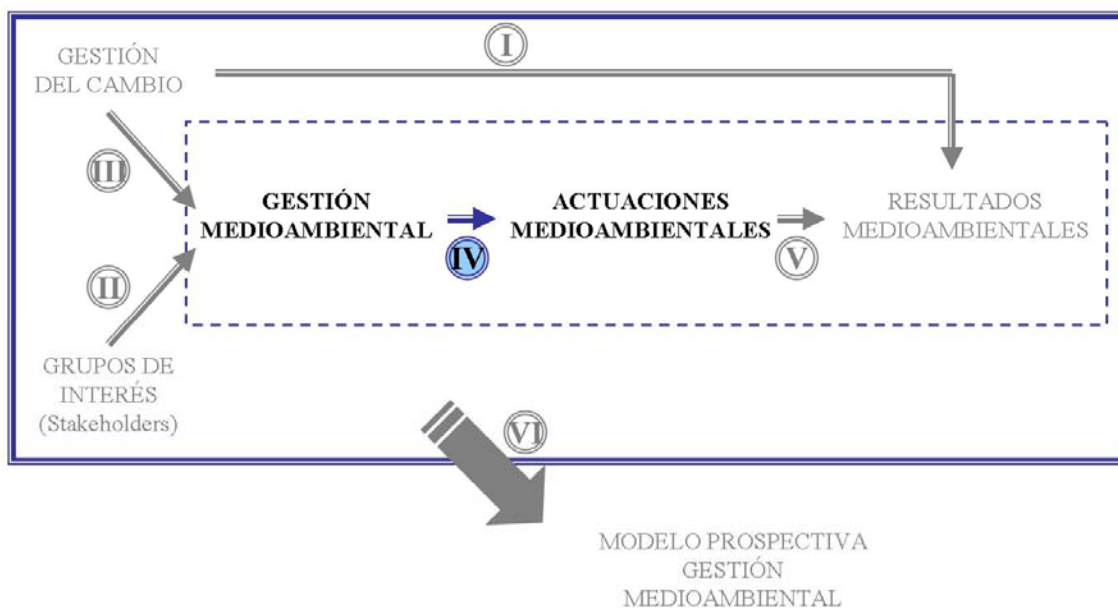 I
GESTIÓN
DEL CAMBIO
III
GESTIÓN
MEDIOAMBIENTAL
IV
ACTUACIONES
MEDIOAMBIENTALES
V
RESULTADOS
MEDIOAMBIENTALES
II
GRUPOS DE
INTERÉS
(Stakeholders)
VI
MODELO PROSPECTIVA
GESTIÓN
MEDIOAMBIENTAL